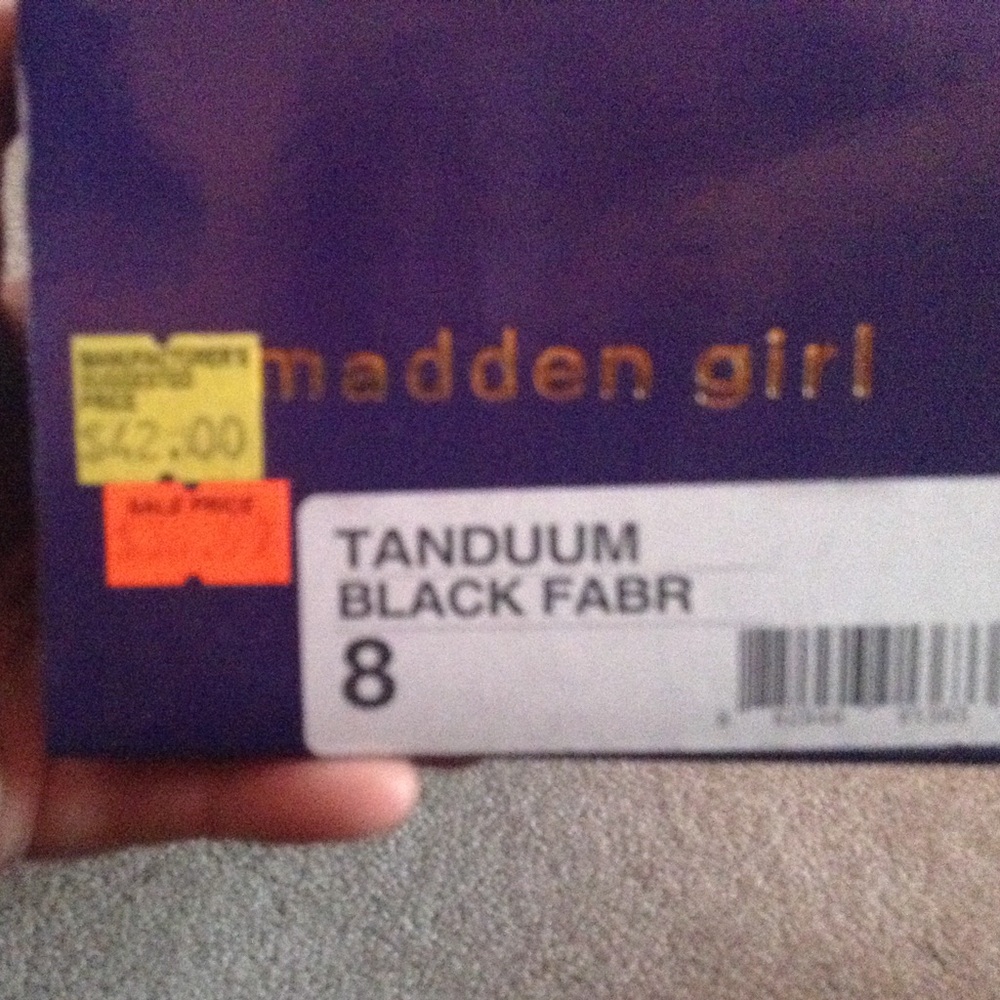 madden girl
MANUFACTURER'S
SUGGESTED
PRICE
$42.00
SALE PRICE
TANDUUM
BLACK FABR
8